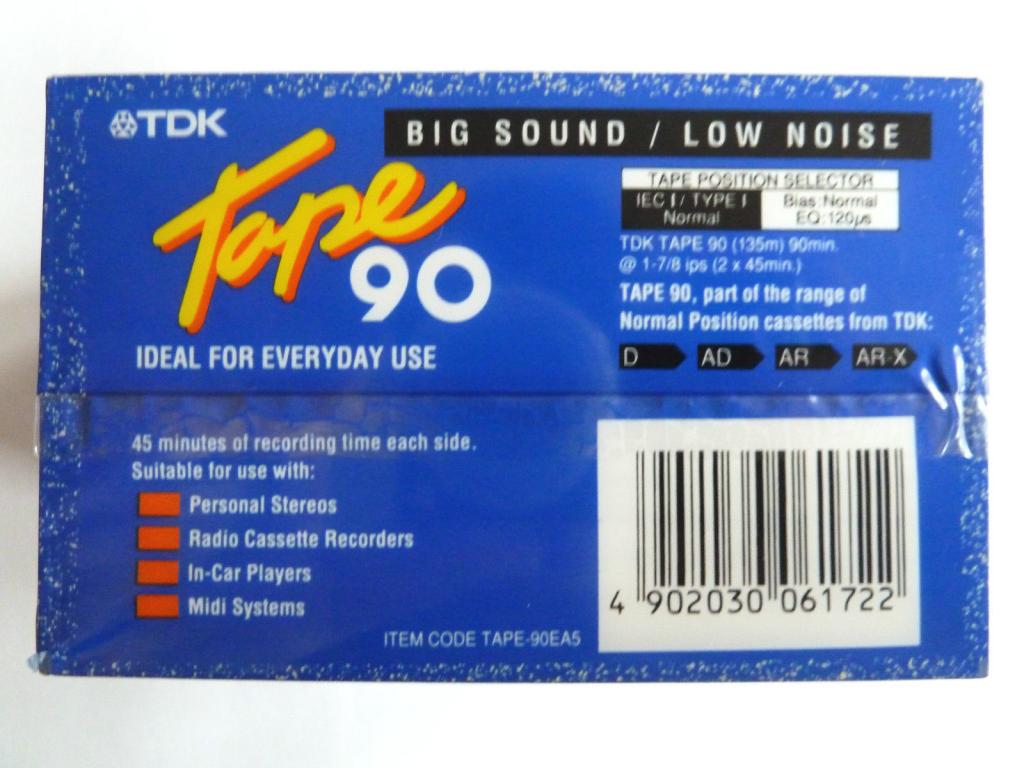 TDK
BIG SOUND / LOW NOISE
Tape
90
IDEAL FOR EVERYDAY USE
TAPE POSITION SELECTOR
IEC I / TYPE I
Normal
Bias:Normal
EQ:120µs
TDK TAPE 90 (135m) 90min.
@ 1-7/8 ips (2 x 45min.)
TAPE 90, part of the range of
Normal Position cassettes from TDK:
D AD AR AR-X
45 minutes of recording time each side.
Suitable for use with:
Personal Stereos
Radio Cassette Recorders
In-Car Players
Midi Systems
ITEM CODE TAPE-90EA5
4 902030 061722